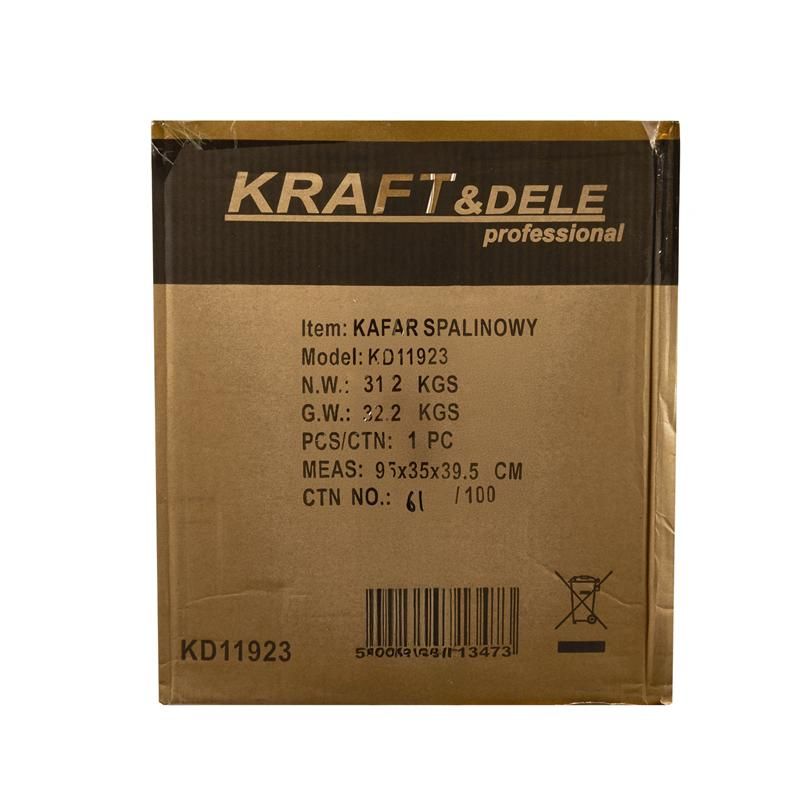 KRAFT &DELE
professional
Item: KAFAR SPALINOWY
Model: KD11923
N.W.: 31.2 KGS
G.W.: 32.2 KGS
PCS/CTN: 1 PC
MEAS: 95x35x39.5 CM
CTN NO.: 61 /100
KD11923